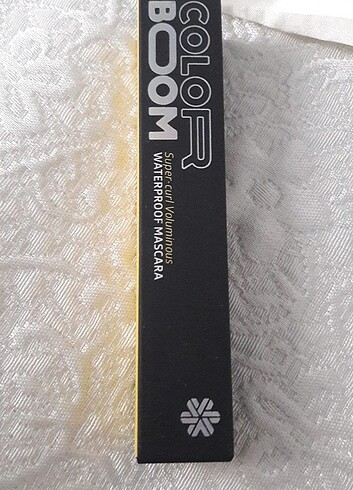 COLOR
BOOM
Super-curl Voluminous
WATERPROOF MASCARA